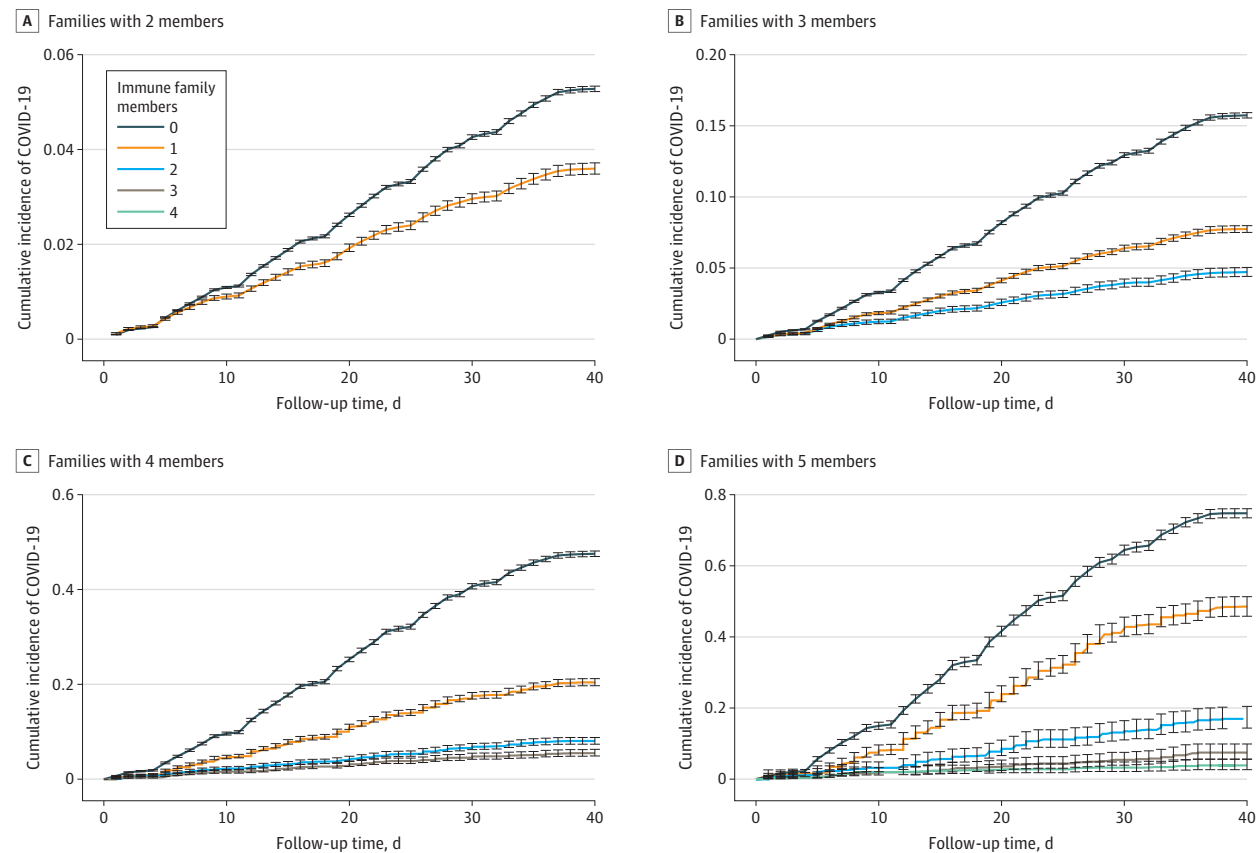 A Families with 2 members
Cumulative incidence of COVID-19
0.06
0.04
0.02
0
Immune family
members
0
1
2
3
4
0 10 20 30 40
Follow-up time, d
B Families with 3 members
Cumulative incidence of COVID-19
0.20
0.15
0.10
0.05
0
0 10 20 30 40
Follow-up time, d
C Families with 4 members
Cumulative incidence of COVID-19
0.6
0.4
0.2
0
0 10 20 30 40
Follow-up time, d
D Families with 5 members
Cumulative incidence of COVID-19
0.8
0.6
0.4
0.2
0
0 10 20 30 40
Follow-up time, d